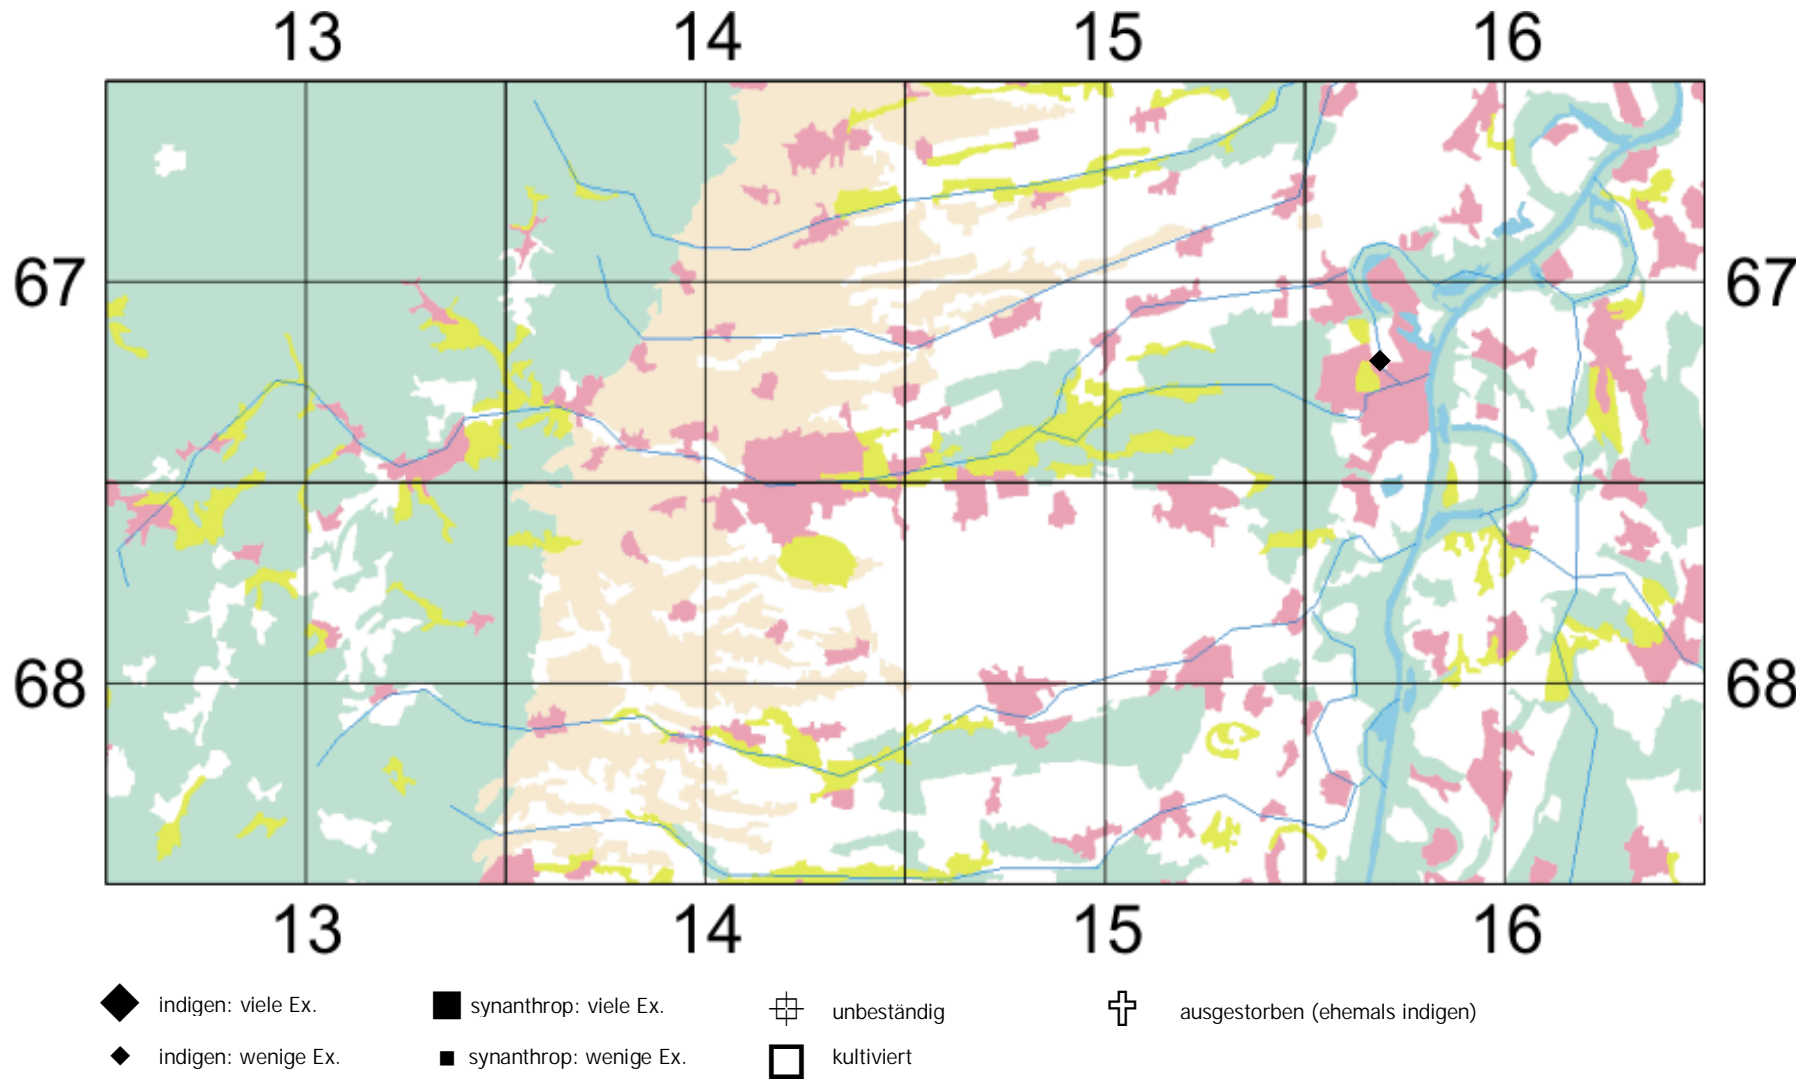 13 14 15 16
67 67
68 68
13 14 15 16
indigen: viele Ex. synanthrop: viele Ex. unbeständig ausgestorben (ehemals indigen)
indigen: wenige Ex. synanthrop: wenige Ex. kultiviert